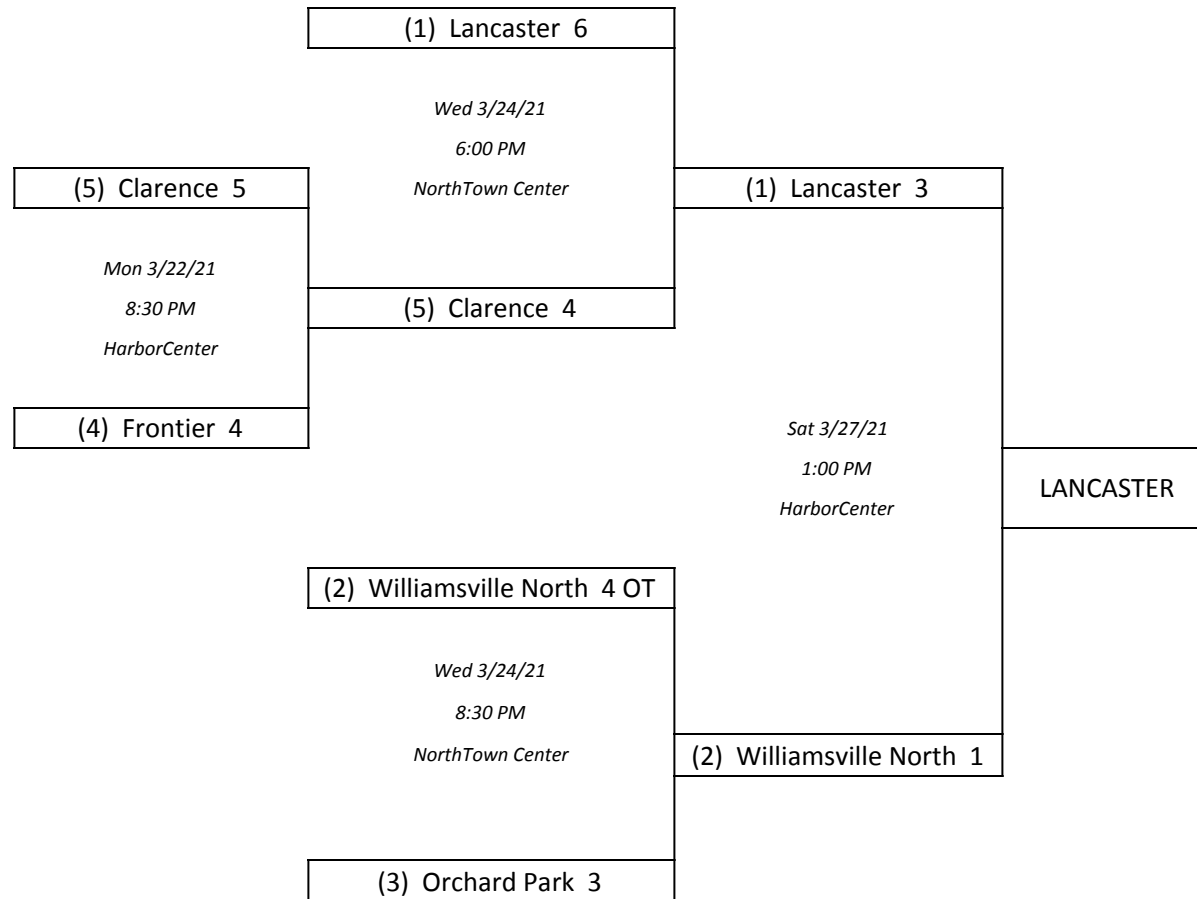 (1) Lancaster 6
Wed 3/24/21
6:00 PM
NorthTown Center
(5) Clarence 5
(1) Lancaster 3
Mon 3/22/21
8:30 PM
HarborCenter
(5) Clarence 4
(4) Frontier 4
Sat 3/27/21
1:00 PM
HarborCenter
LANCASTER
(2) Williamsville North 4 OT
Wed 3/24/21
8:30 PM
NorthTown Center
(2) Williamsville North 1
(3) Orchard Park 3